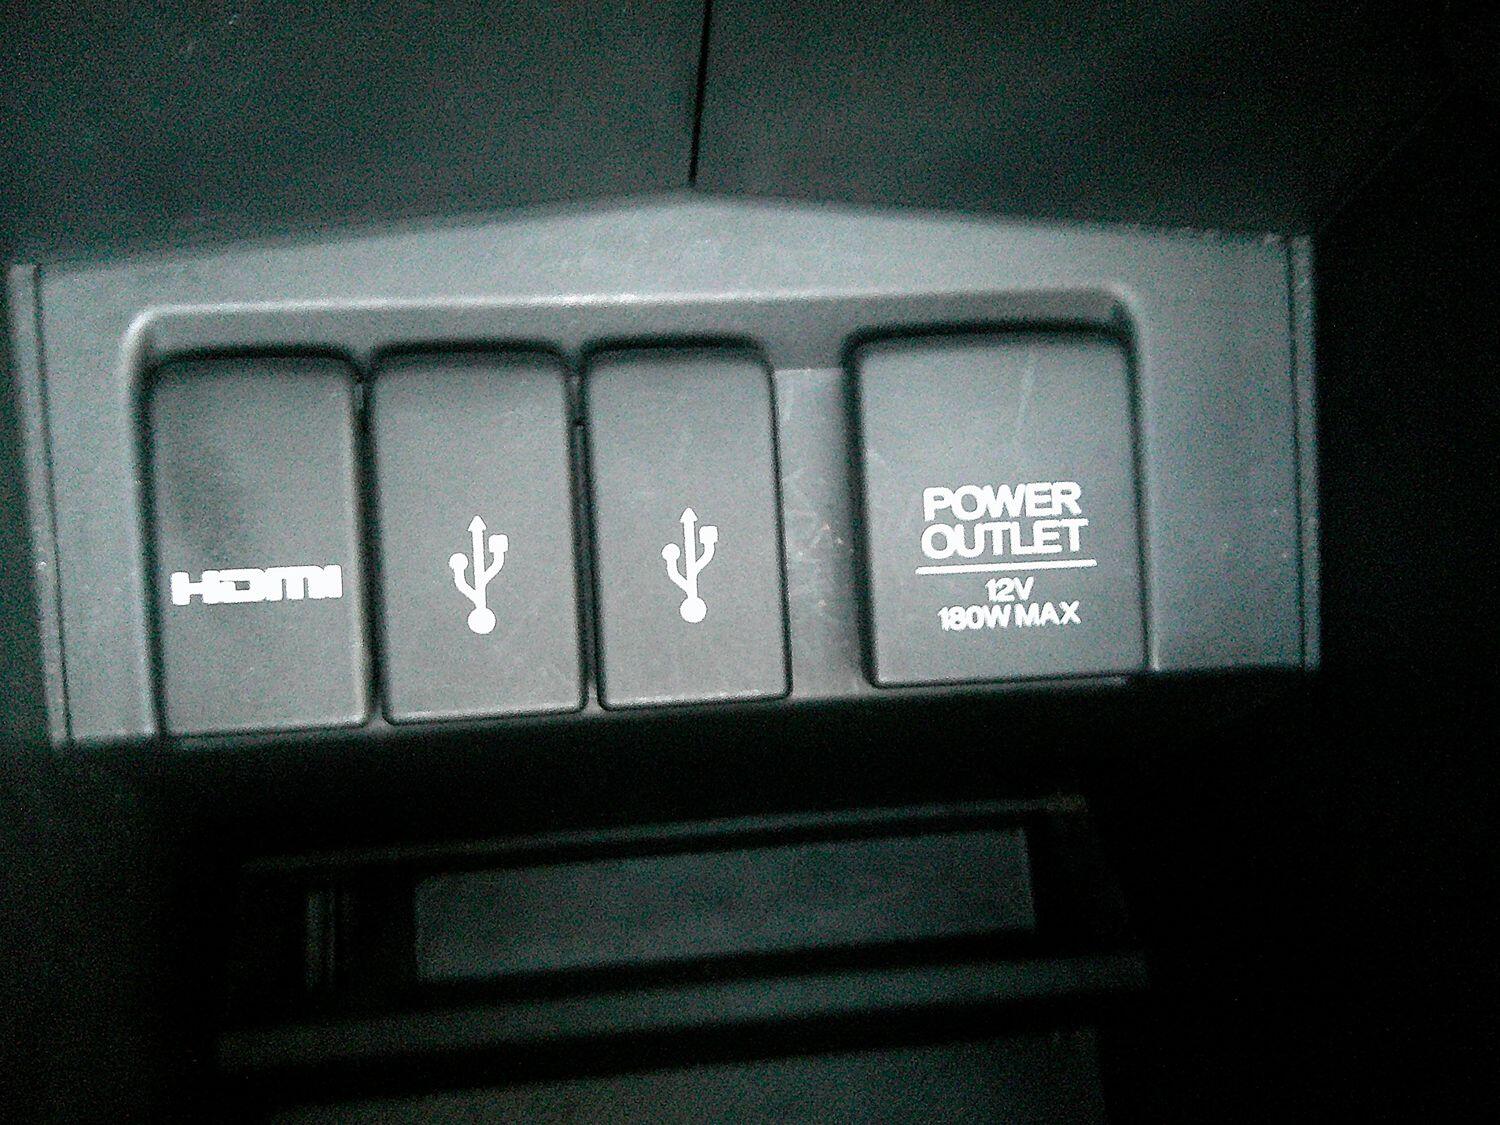 HDMI
POWER
OUTLET
12V
180W MAX